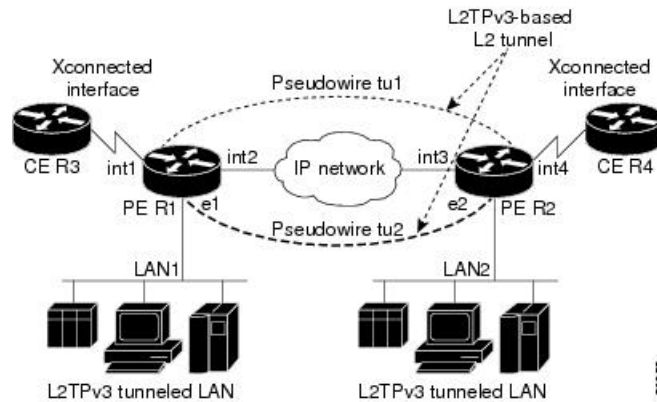 L2TPv3-based
L2 tunnel
Xconnected
interface
Xconnected
interface
Pseudowire tu1
CE R3
int1
int2
IP network
int3
int4
CE R4
PE R1
e1
e2
PE R2
Pseudowire tu2
LAN1
LAN2
L2TPv3 tunneled LAN
L2TPv3 tunneled LAN